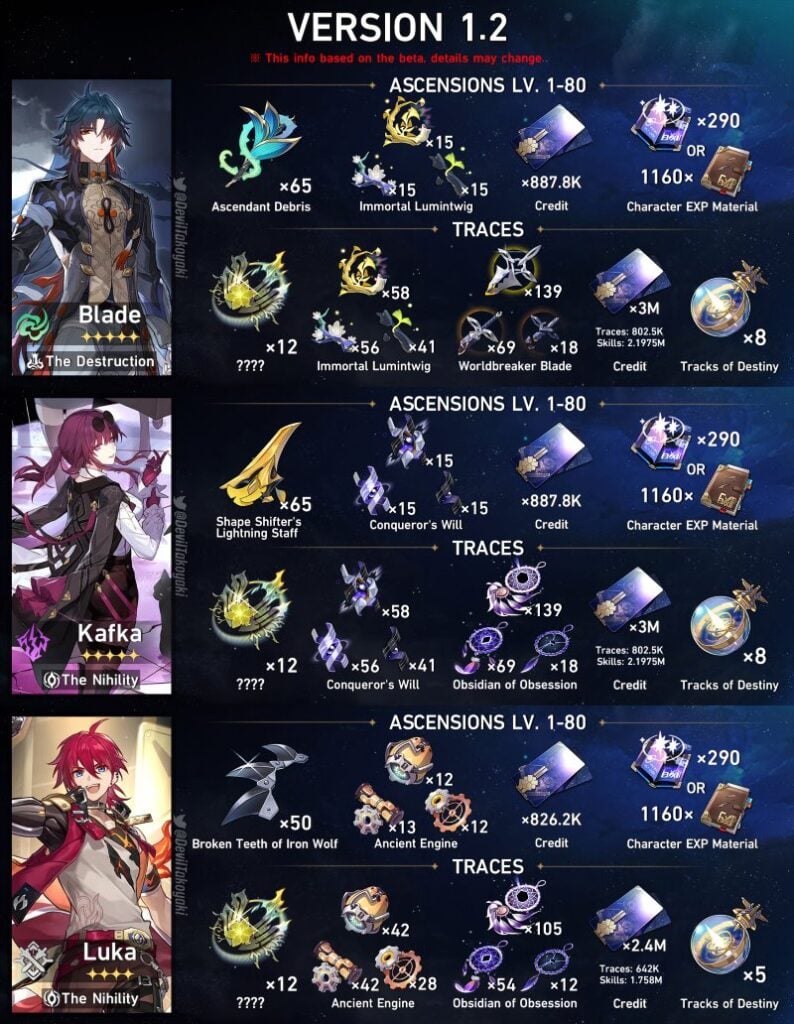 VERSION 1.2
※ This info based on the beta. details may change.
ASCENSIONS LV. 1-80
×65
Ascendant Debris
×15
×15
×15
Immortal Lumintwig
×887.8K
Credit
×290
OR
1160×
Character EXP Material
TRACES
×12
????
×58
×56
×41
Immortal Lumintwig
×139
×69
×18
Worldbreaker Blade
×3M
Traces: 802.5K
Skills: 2.1975M
Credit
×8
Tracks of Destiny
Blade
The Destruction
@DevilTakoyaki
ASCENSIONS LV. 1-80
×65
Shape Shifter's
Lightning Staff
×15
×15
×15
Conqueror's Will
×887.8K
Credit
×290
OR
1160×
Character EXP Material
TRACES
×12
????
×58
×56
×41
Conqueror's Will
×139
×69
×18
Obsidian of Obsession
×3M
Traces: 802.5K
Skills: 2.1975M
Credit
×8
Tracks of Destiny
Kafka
The Nihility
@DevilTakoyaki
ASCENSIONS LV. 1-80
×50
Broken Teeth of Iron Wolf
×12
×13
×12
Ancient Engine
×826.2K
Credit
×290
OR
1160×
Character EXP Material
TRACES
×12
????
×42
×42
×28
Ancient Engine
×105
×54
×12
Obsidian of Obsession
×2.4M
Traces: 642K
Skills: 1.758M
Credit
×5
Tracks of Destiny
Luka
The Nihility
@DevilTakoyaki